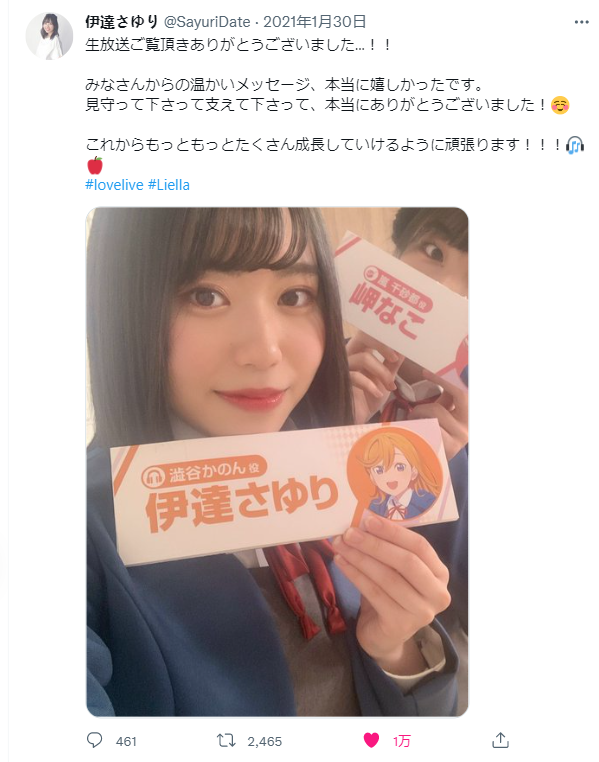 伊達さゆり @SayuriDate · 2021年1月30日
生放送ご覧頂きありがとうございました...！！
みなさんからの温かいメッセージ、本当に嬉しかったです。
見守って下さって支えて下さって、本当にありがとうございました！☺️
これからもっともっとたくさん成長していけるように頑張ります！！！🎧
🍎
#lovelive #Liella
嵐 千砂都 役
岬なこ
澁谷かのん 役
伊達さゆり
461
2,465
1万